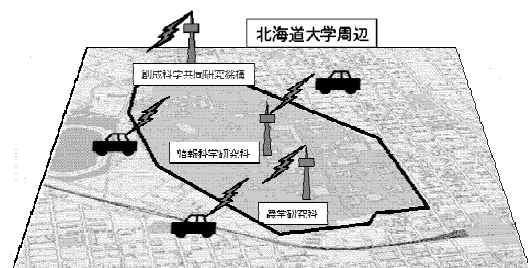 北海道大学周辺
創成科学共同研究機構
情報科学研究科
農学研究科